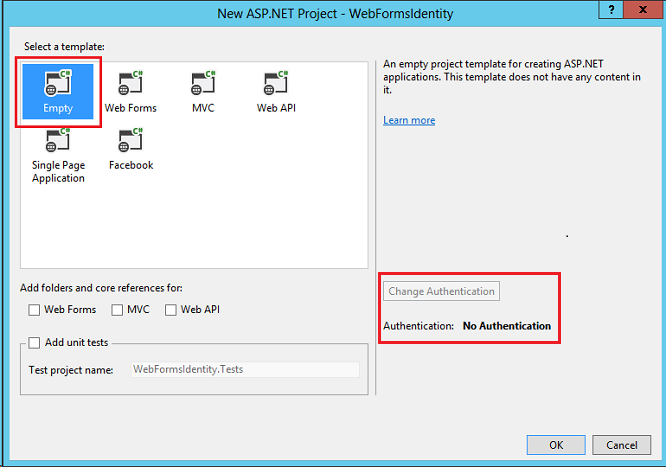 New ASP.NET Project - WebFormsIdentity
? x
Select a template:
C#
Empty
C#
Web Forms
C#
MVC
C#
Web API
C#
Single Page
Application
C#
Facebook
An empty project template for creating ASP.NET
applications. This template does not have any content in
it.
Learn more
Change Authentication
Authentication: No Authentication
Add folders and core references for:
Web Forms MVC Web API
Add unit tests
Test project name: WebFormsIdentity.Tests
OK Cancel